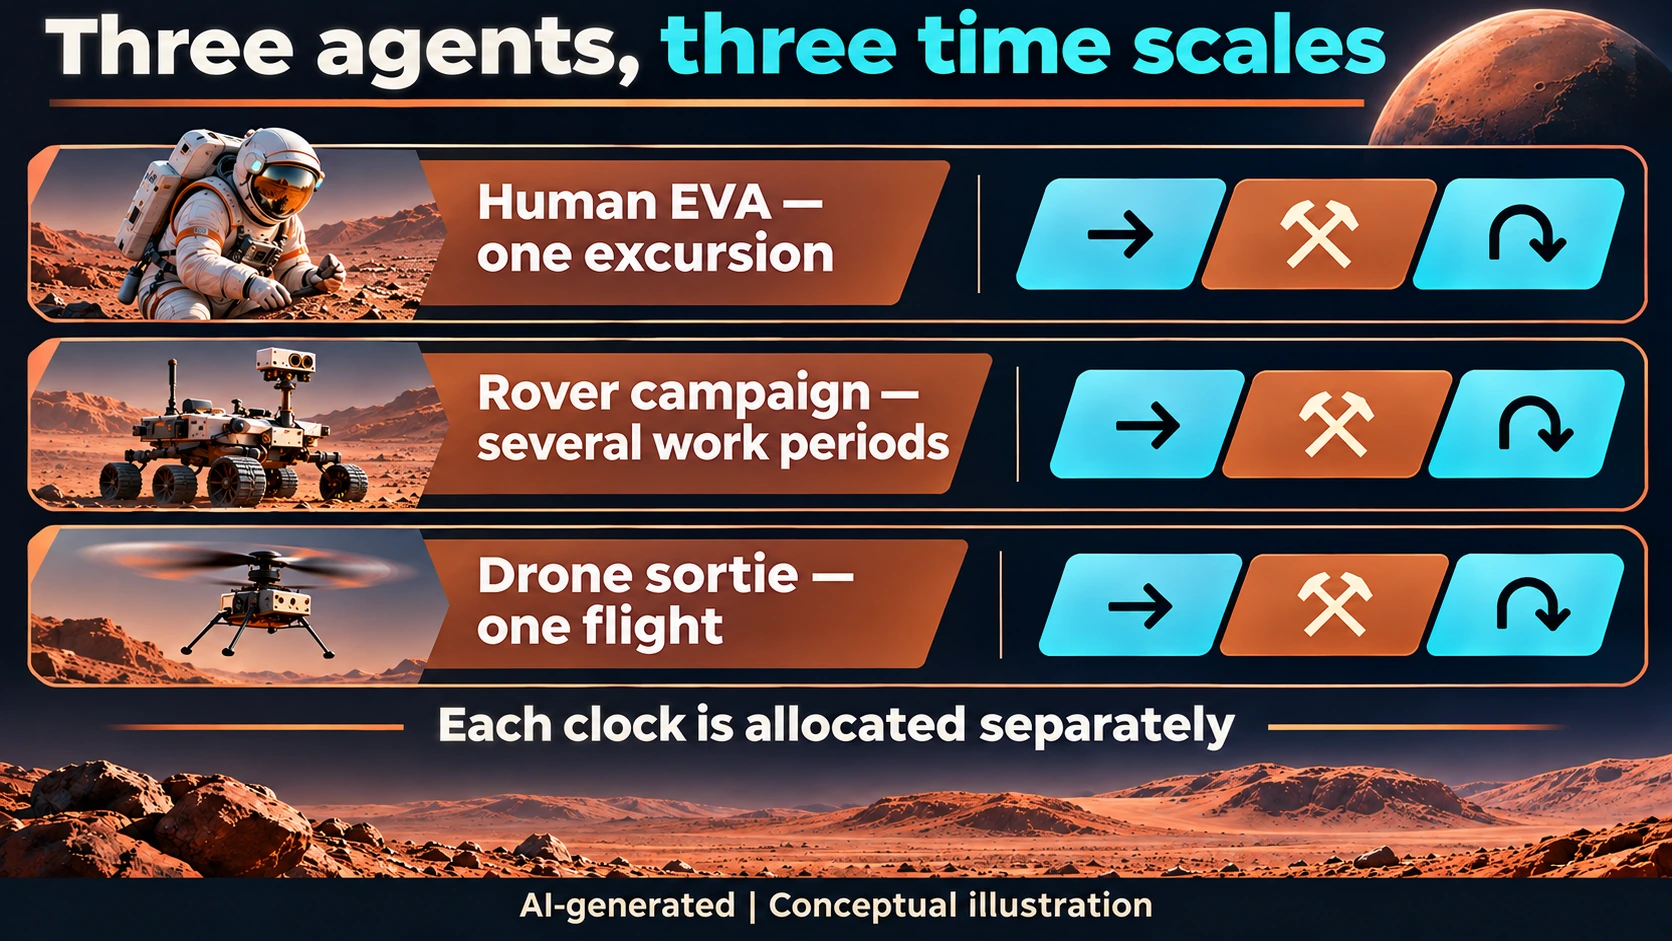 Three agents, three time scales
Human EVA —
one excursion
Rover campaign —
several work periods
Drone sortie —
one flight
Each clock is allocated separately
AI-generated | Conceptual illustration